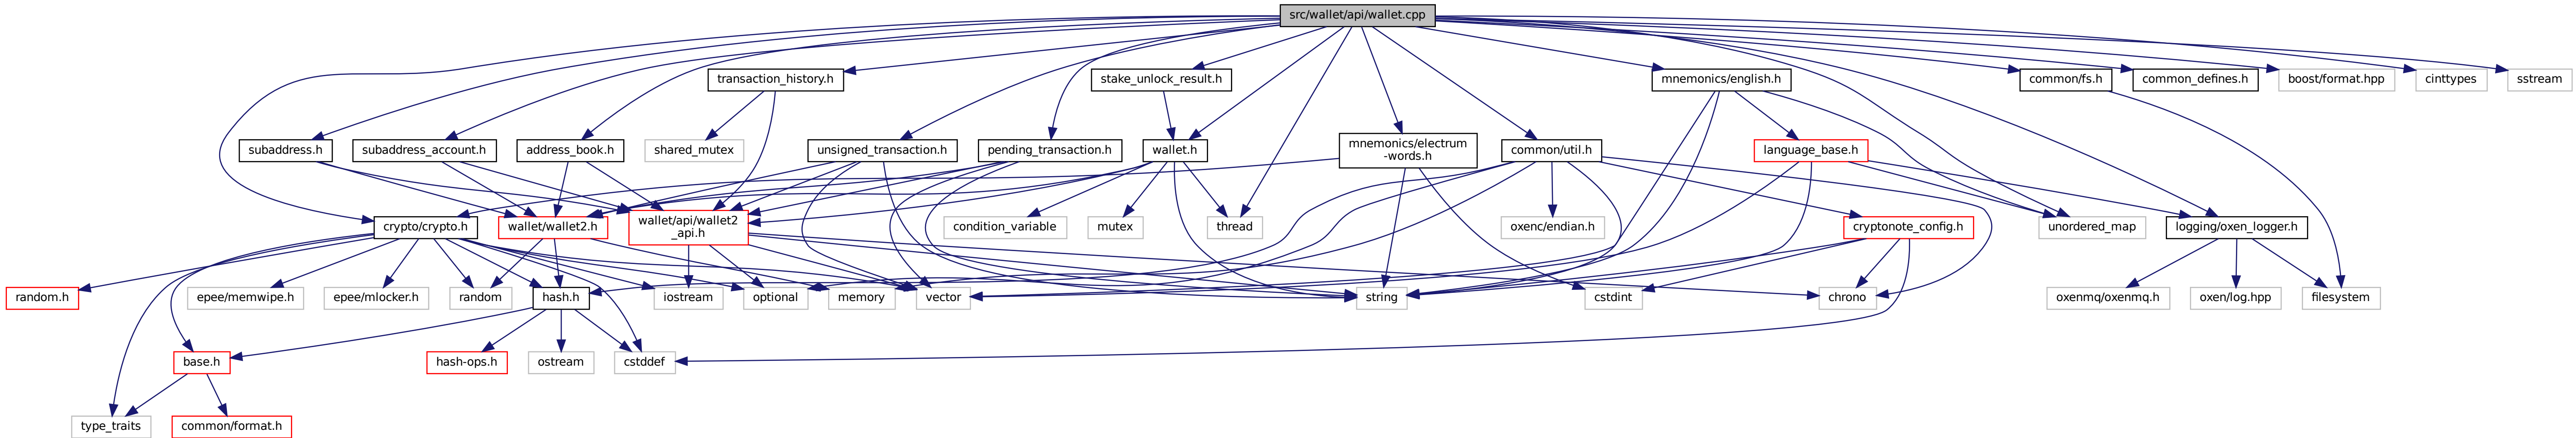 src/wallet/api/wallet.cpp
transaction_history.h
stake_unlock_result.h
mnemonics/english.h
common/fs.h
common_defines.h
boost/format.hpp
cinttypes
sstream
subaddress.h
subaddress_account.h
address_book.h
shared_mutex
unsigned_transaction.h
pending_transaction.h
wallet.h
mnemonics/electrum
-words.h
common/util.h
language_base.h
crypto/crypto.h
wallet/wallet2.h
wallet/api/wallet2
_api.h
condition_variable
mutex
thread
oxenc/endian.h
cryptonote_config.h
unordered_map
logging/oxen_logger.h
random.h
epee/memwipe.h
epee/mlocker.h
random
hash.h
iostream
optional
memory
vector
string
cstdint
chrono
oxenmq/oxenmq.h
oxen/log.hpp
filesystem
base.h
hash-ops.h
ostream
cstddef
type_traits
common/format.h